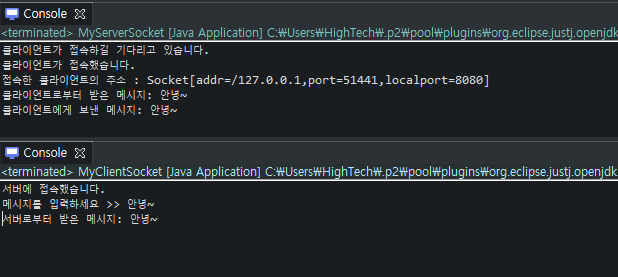 Console
<terminated> MyServerSocket [Java Application] C:₩Users₩HighTech₩.p2₩pool₩plugins₩org.eclipse.justj.openjdk
클라이언트가 접속하길 기다리고 있습니다.
클라이언트가 접속했습니다.
접속한 클라이언트의 주소 : Socket[addr=/127.0.0.1,port=51441,localport=8080]
클라이언트로부터 받은 메시지: 안녕~
클라이언트에게 보낸 메시지: 안녕~
Console
<terminated> MyClientSocket [Java Application] C:₩Users₩HighTech₩.p2₩pool₩plugins₩org.eclipse.justj.openjdk
서버에 접속했습니다.
메시지를 입력하세요 >> 안녕~
서버로부터 받은 메시지: 안녕~